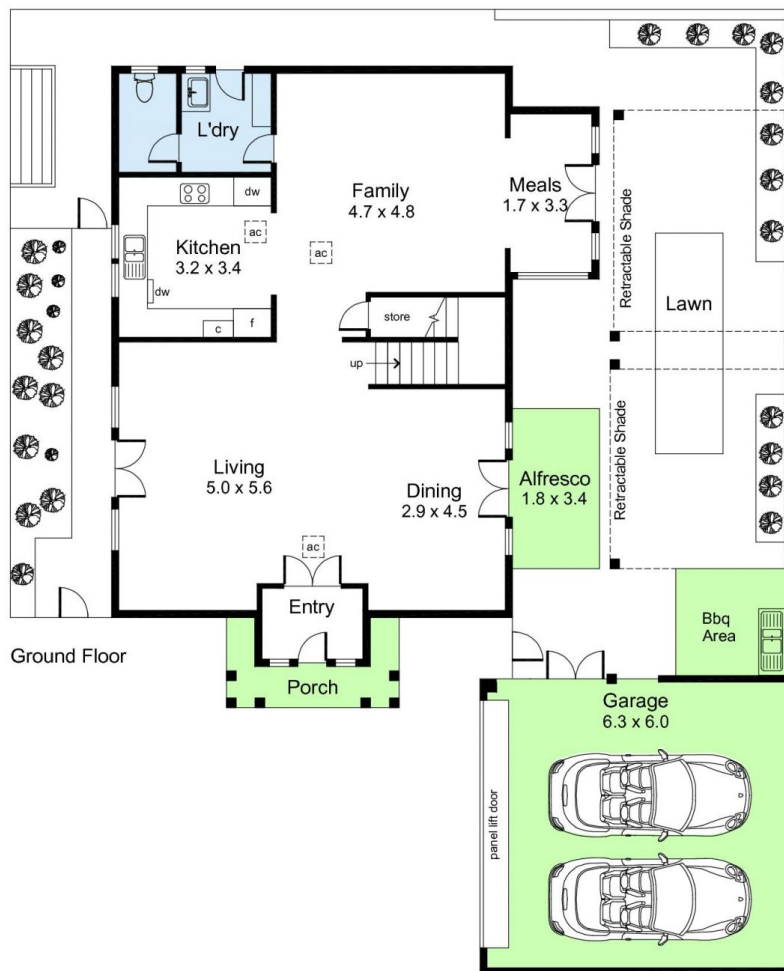 L'dry
Family
4.7 x 4.8
Meals
1.7 x 3.3
dw
Kitchen
3.2 x 3.4
ac
ac
dw
c
f
store
up
Retractable Shade
Lawn
Retractable Shade
Living
5.0 x 5.6
Dining
2.9 x 4.5
Alfresco
1.8 x 3.4
ac
Entry
Porch
Ground Floor
Bbq
Area
Garage
6.3 x 6.0
panel lift door